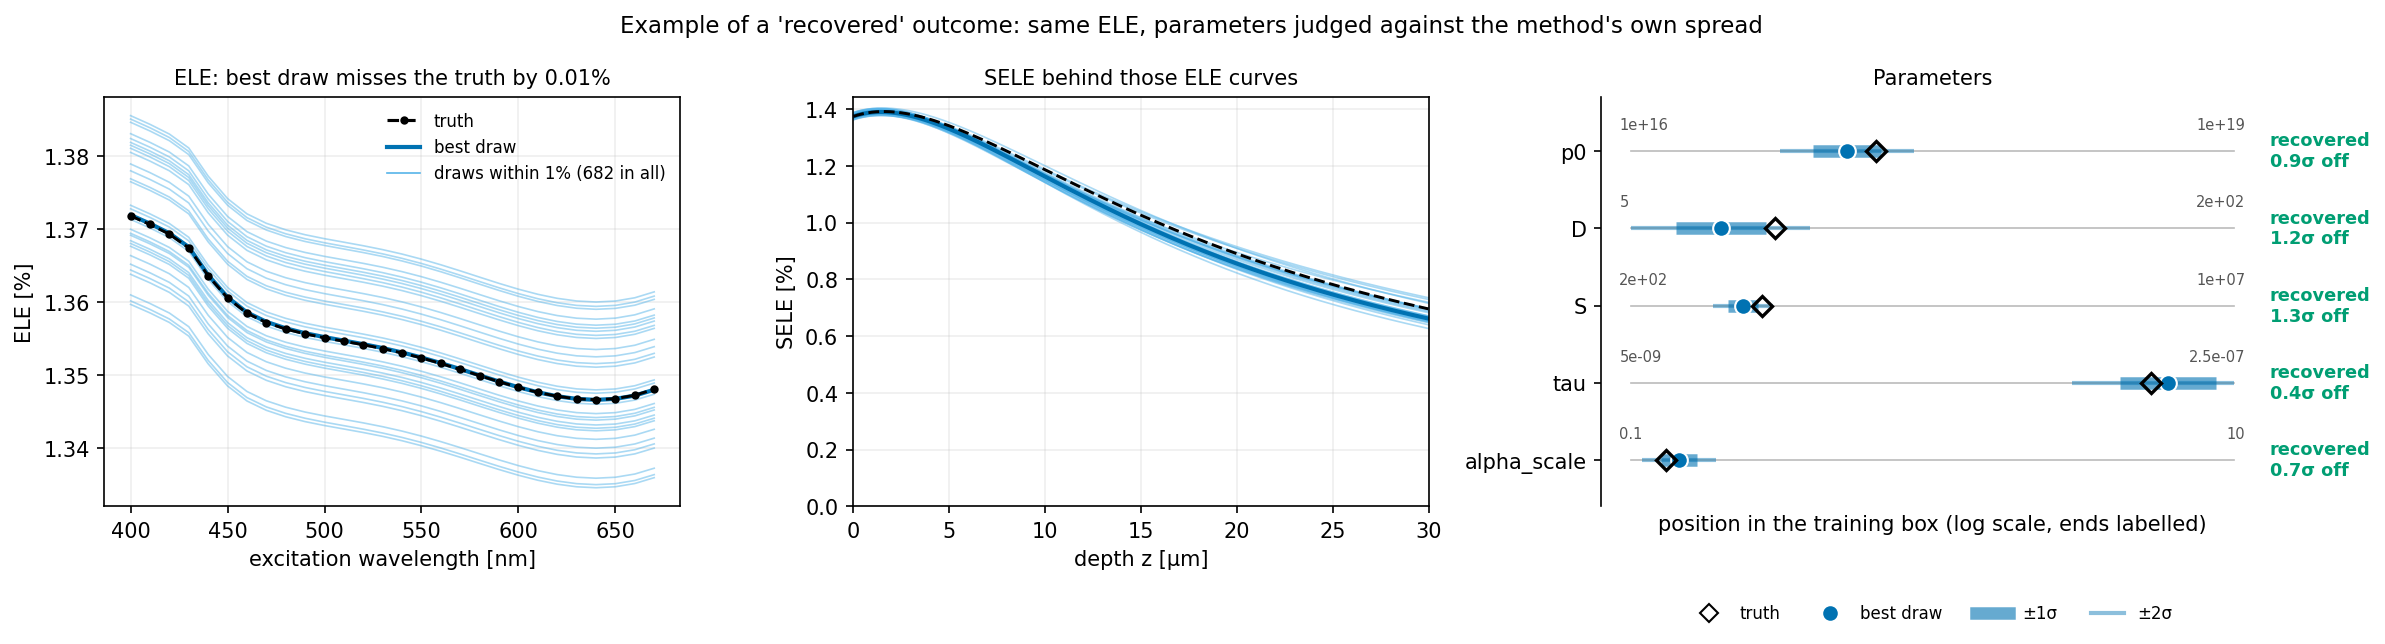 Example of a 'recovered' outcome: same ELE, parameters judged against the method's own spread
ELE: best draw misses the truth by 0.01%
truth
best draw
draws within 1% (682 in all)
1.38
1.37
1.36
1.35
1.34
ELE [%]
400
450
500
550
600
650
excitation wavelength [nm]
SELE behind those ELE curves
1.4
1.2
1.0
0.8
0.6
0.4
0.2
0.0
SELE [%]
0
5
10
15
20
25
30
depth z [µm]
Parameters
1e+16
1e+19
p0
recovered
0.9σ off
5
2e+02
D
recovered
1.2σ off
2e+02
1e+07
S
recovered
1.3σ off
5e-09
2.5e-07
tau
recovered
0.4σ off
0.1
10
alpha_scale
recovered
0.7σ off
position in the training box (log scale, ends labelled)
truth
best draw
±1σ
±2σ